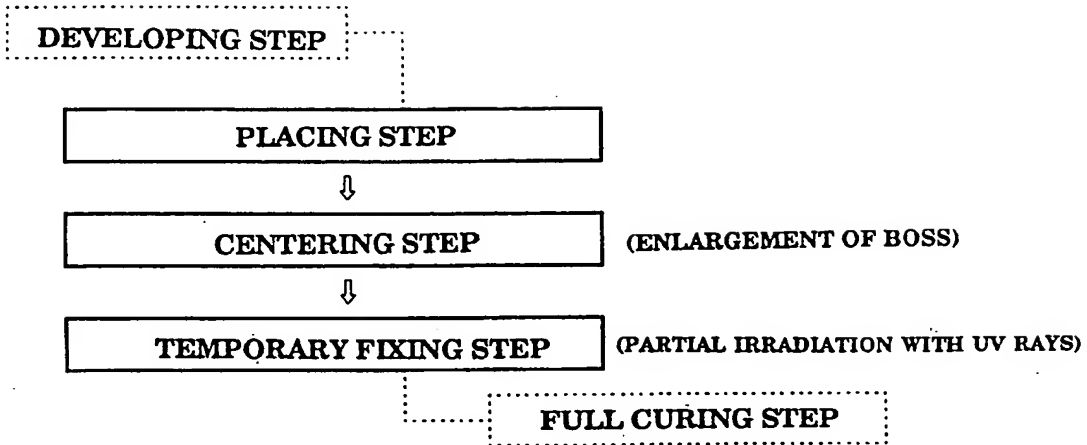 DEVELOPING STEP
PLACING STEP
⇩
CENTERING STEP (ENLARGEMENT OF BOSS)
⇩
TEMPORARY FIXING STEP (PARTIAL IRRADIATION WITH UV RAYS)
FULL CURING STEP